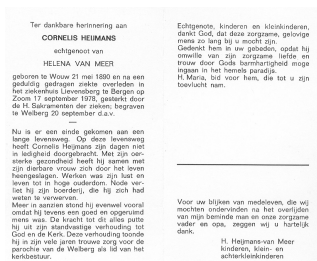 Ter dankbare herinnering aan
CORNELIS HEIJMANS
echtgenoot van
HELENA VAN MEER
geboren te Wouw 21 mei 1890 en na een
geduldig gedragen ziekte overleden in
het ziekenhuis Lievensberg te Bergen op
Zoom 17 september 1978, gesterkt door
de H. Sakramenten der zieken; begraven
te Welberg 20 september d.a.v.
—
Nu is er een einde gekomen aan een
lange levensweg. Op deze levensweg
heeft Cornelis Heijmans zijn dagen niet
in ledigheid doorgebracht. Met zijn oer-
sterke gezondheid heeft hij samen met
zijn dierbare vrouw zich door het leven
heengeslagen. Werken was zijn lust en
leven tot in hoge ouderdom. Node ver-
liet hij zijn boerderij, die hij zich had
weten te verwerven.
Meer in aanzien stond hij evenwel vooral
omdat hij tevens een goed en opgeruimd
mens was. De kracht tot dit alles putte
hij uit zijn standvastige verhouding tot
God en de Kerk. Deze verhouding toonde
hij in zijn vele jaren trouwe zorg voor de
parochie van de Welberg als lid van het
kerkbestuur.
Echtgenote, kinderen en kleinkinderen,
dankt God, dat deze zorgzame, gelovige
mens zo lang bij u mocht zijn.
Gedenkt hem in uw gebeden, opdat hij
omwille van zijn zorgzame liefde en
trouw door Gods barmhartigheid moge
ingaan in het hemels paradijs.
H. Maria, bid voor hem, die tot u zijn
toevlucht nam.
Voor uw blijken van medeleven, die wij
mochten ondervinden na het overlijden
van mijn beminde man en onze zorgzame
vader en opa, zeggen wij u hartelijk
dank.
H. Heijmans-van Meer
kinderen, klein- en
achterkleinkinderen